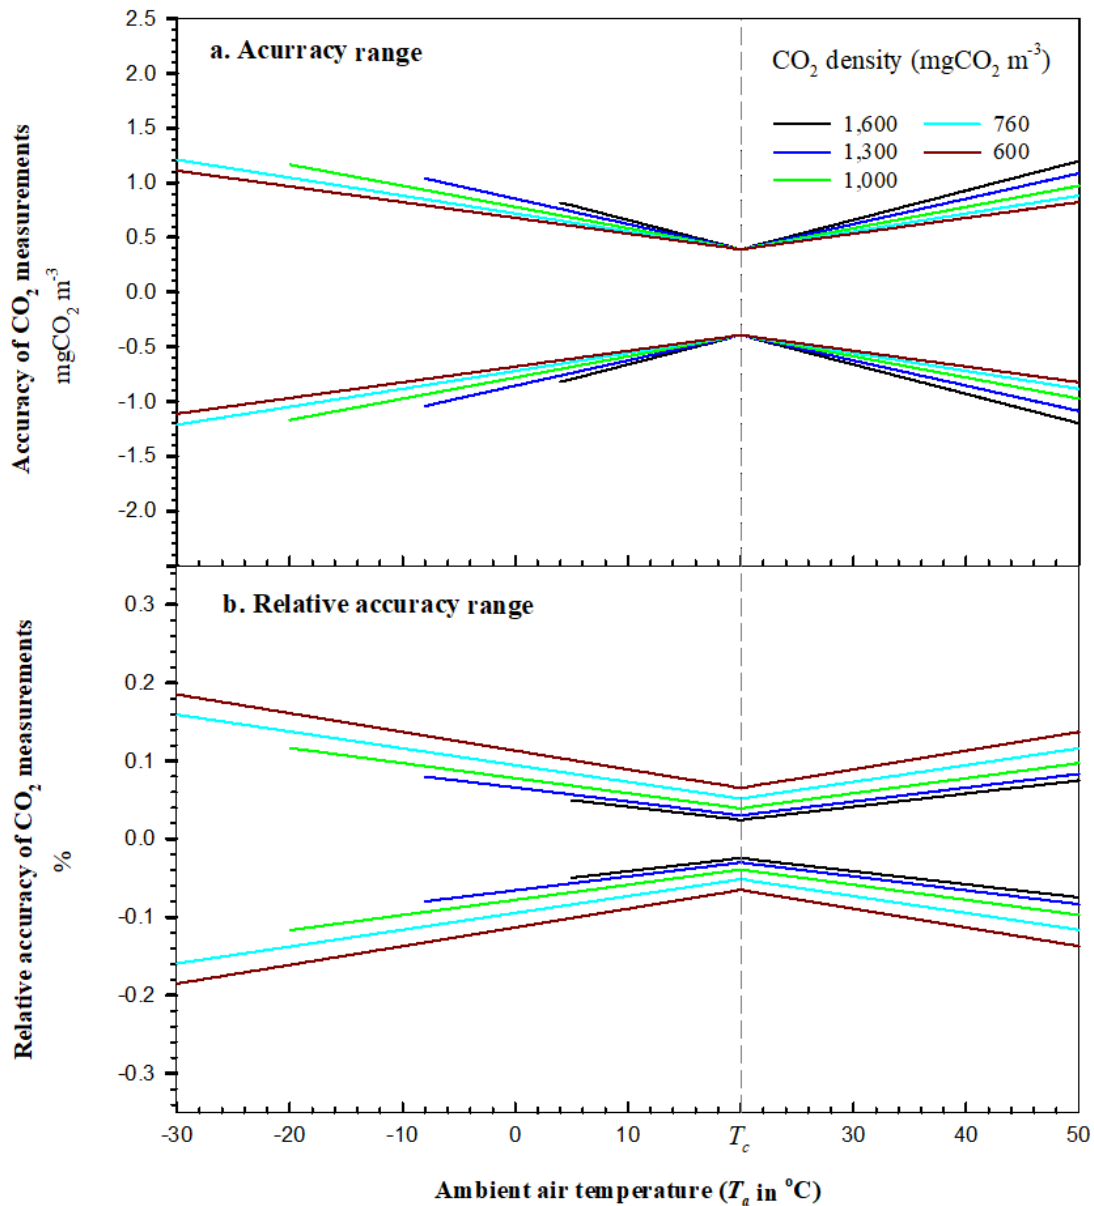 a. Acurracy range
CO2 density (mgCO2 m-3)
1,600
760
1,300
600
1,000
2.5
2.0
1.5
1.0
0.5
0.0
-0.5
-1.0
-1.5
-2.0
Accuracy of CO2 measurements
mgCO2 m-3
b. Relative accuracy range
0.3
0.2
0.1
0.0
-0.1
-0.2
-0.3
Relative accuracy of CO2 measurements
%
-30 -20 -10 0 10 Tc 30 40 50
Ambient air temperature (Ta in oC)